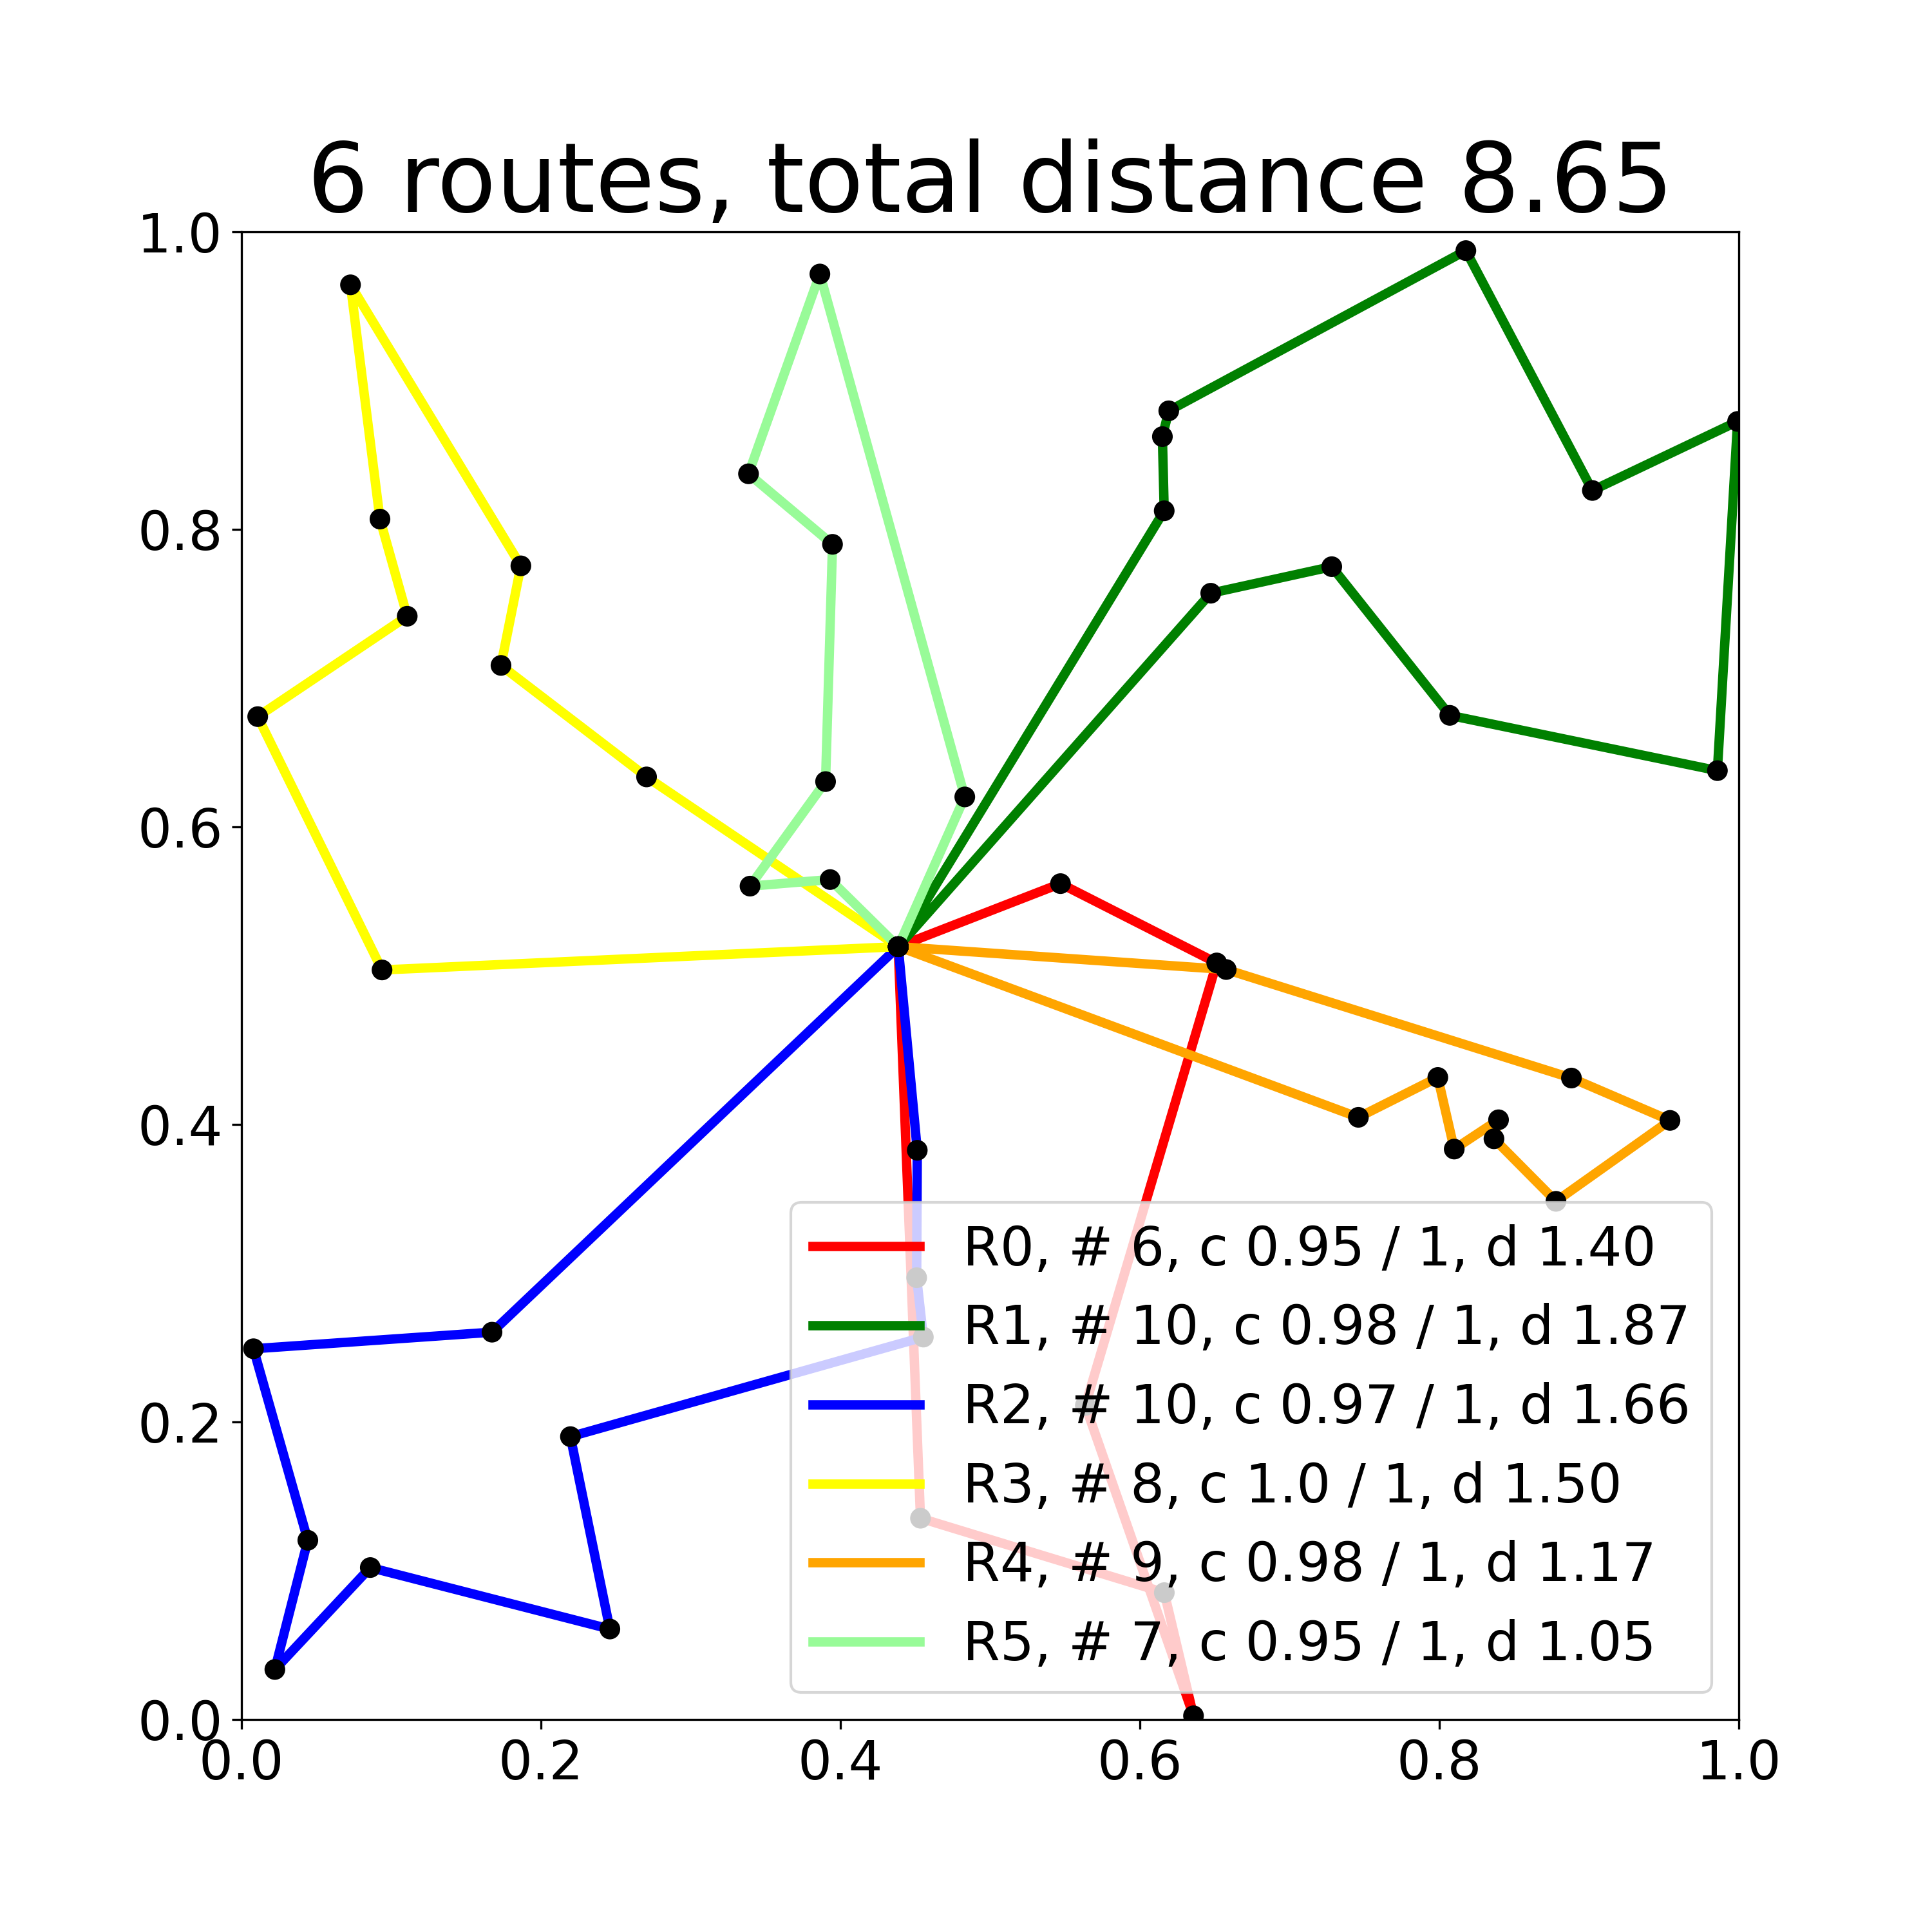 6 routes, total distance 8.65
1.0
0.8
0.6
0.4
0.2
0.0
0.0 0.2 0.4 0.6 0.8 1.0
R0, # 6, c 0.95 / 1, d 1.40
R1, # 10, c 0.98 / 1, d 1.87
R2, # 10, c 0.97 / 1, d 1.66
R3, # 8, c 1.0 / 1, d 1.50
R4, # 9, c 0.98 / 1, d 1.17
R5, # 7, c 0.95 / 1, d 1.05